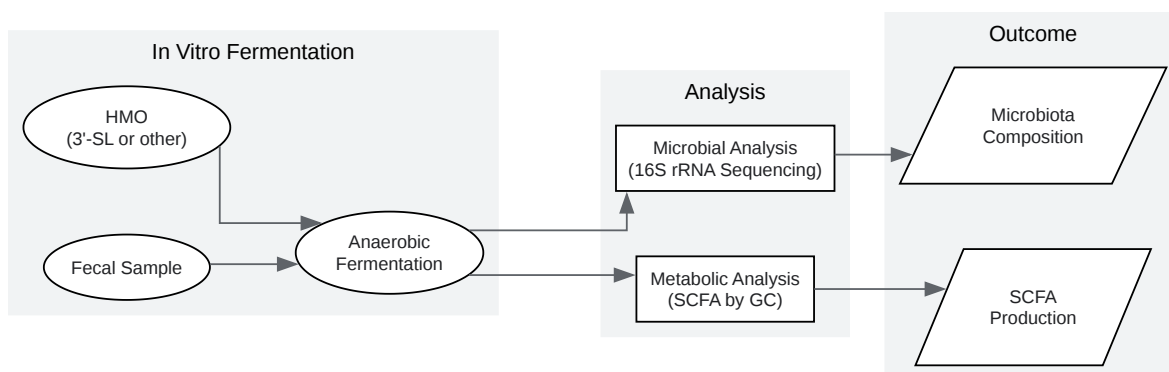 In Vitro Fermentation
HMO
(3'-SL or other)
Fecal Sample
Anaerobic
Fermentation
Analysis
Microbial Analysis
(16S rRNA Sequencing)
Metabolic Analysis
(SCFA by GC)
Outcome
Microbiota
Composition
SCFA
Production